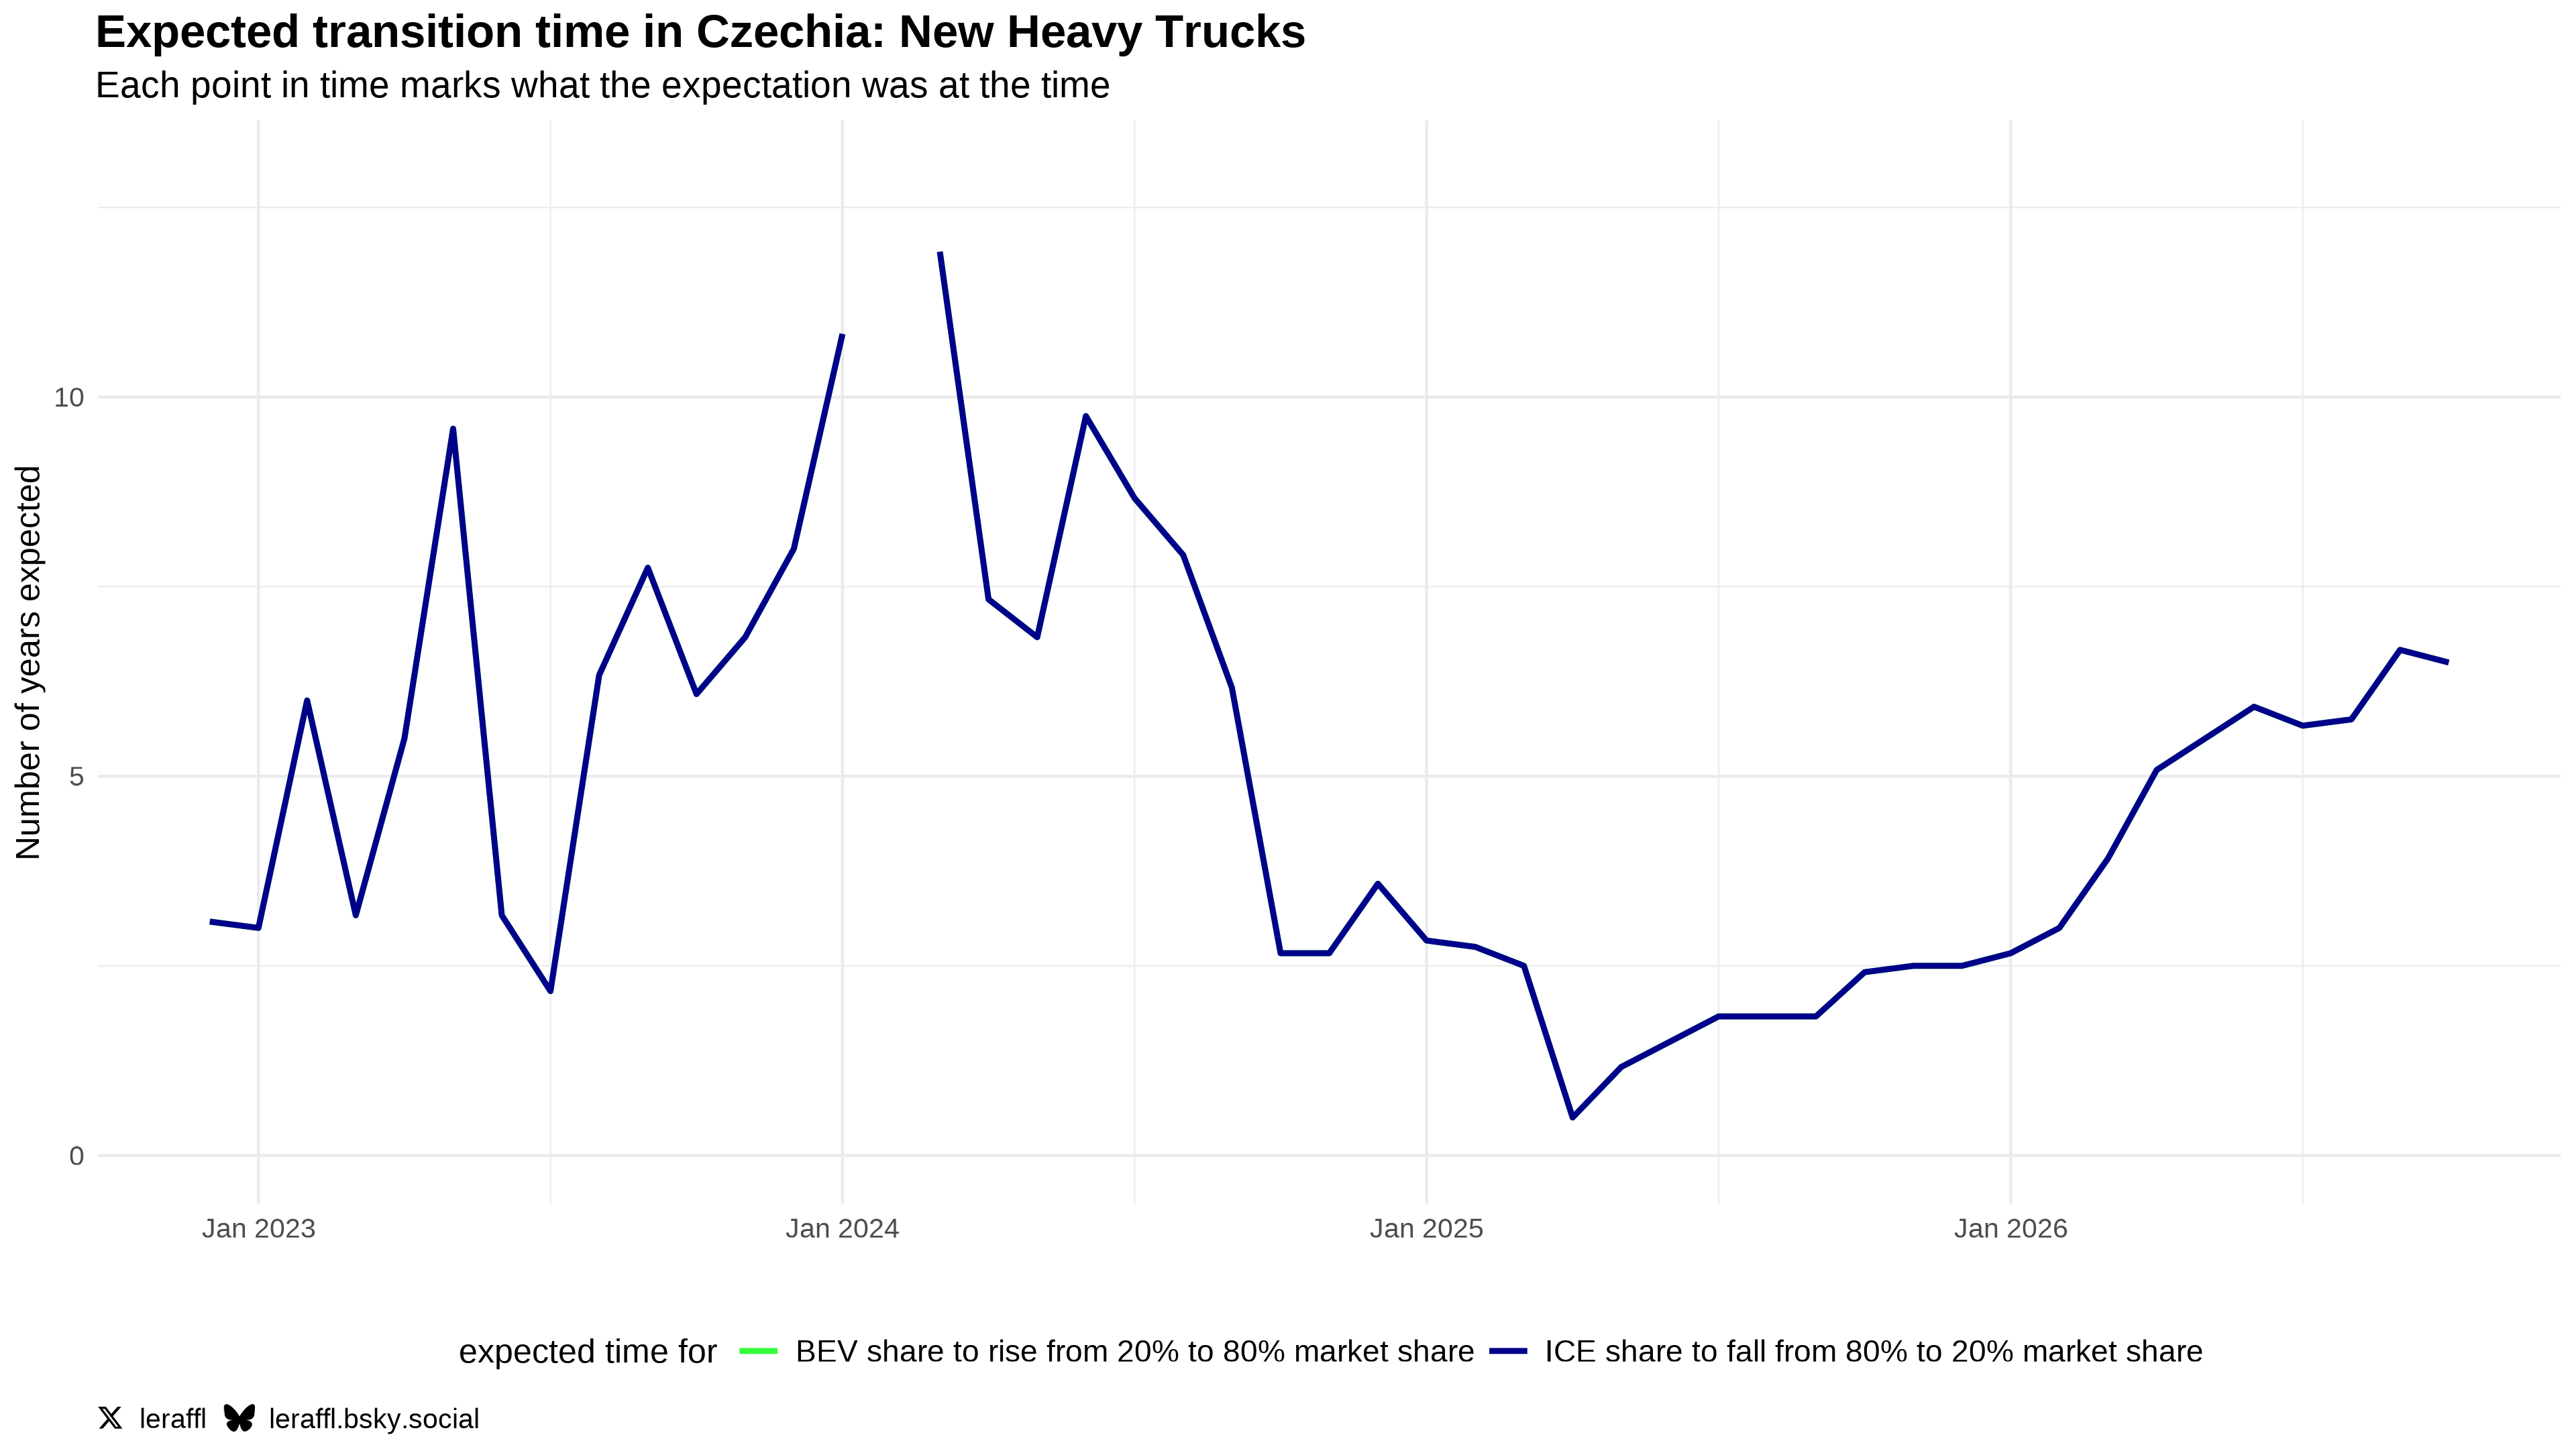 Expected transition time in Czechia: New Heavy Trucks
Each point in time marks what the expectation was at the time
Number of years expected
10
5
0
Jan 2023
Jan 2024
Jan 2025
Jan 2026
expected time for
BEV share to rise from 20% to 80% market share
ICE share to fall from 80% to 20% market share
leraffl
leraffl.bsky.social